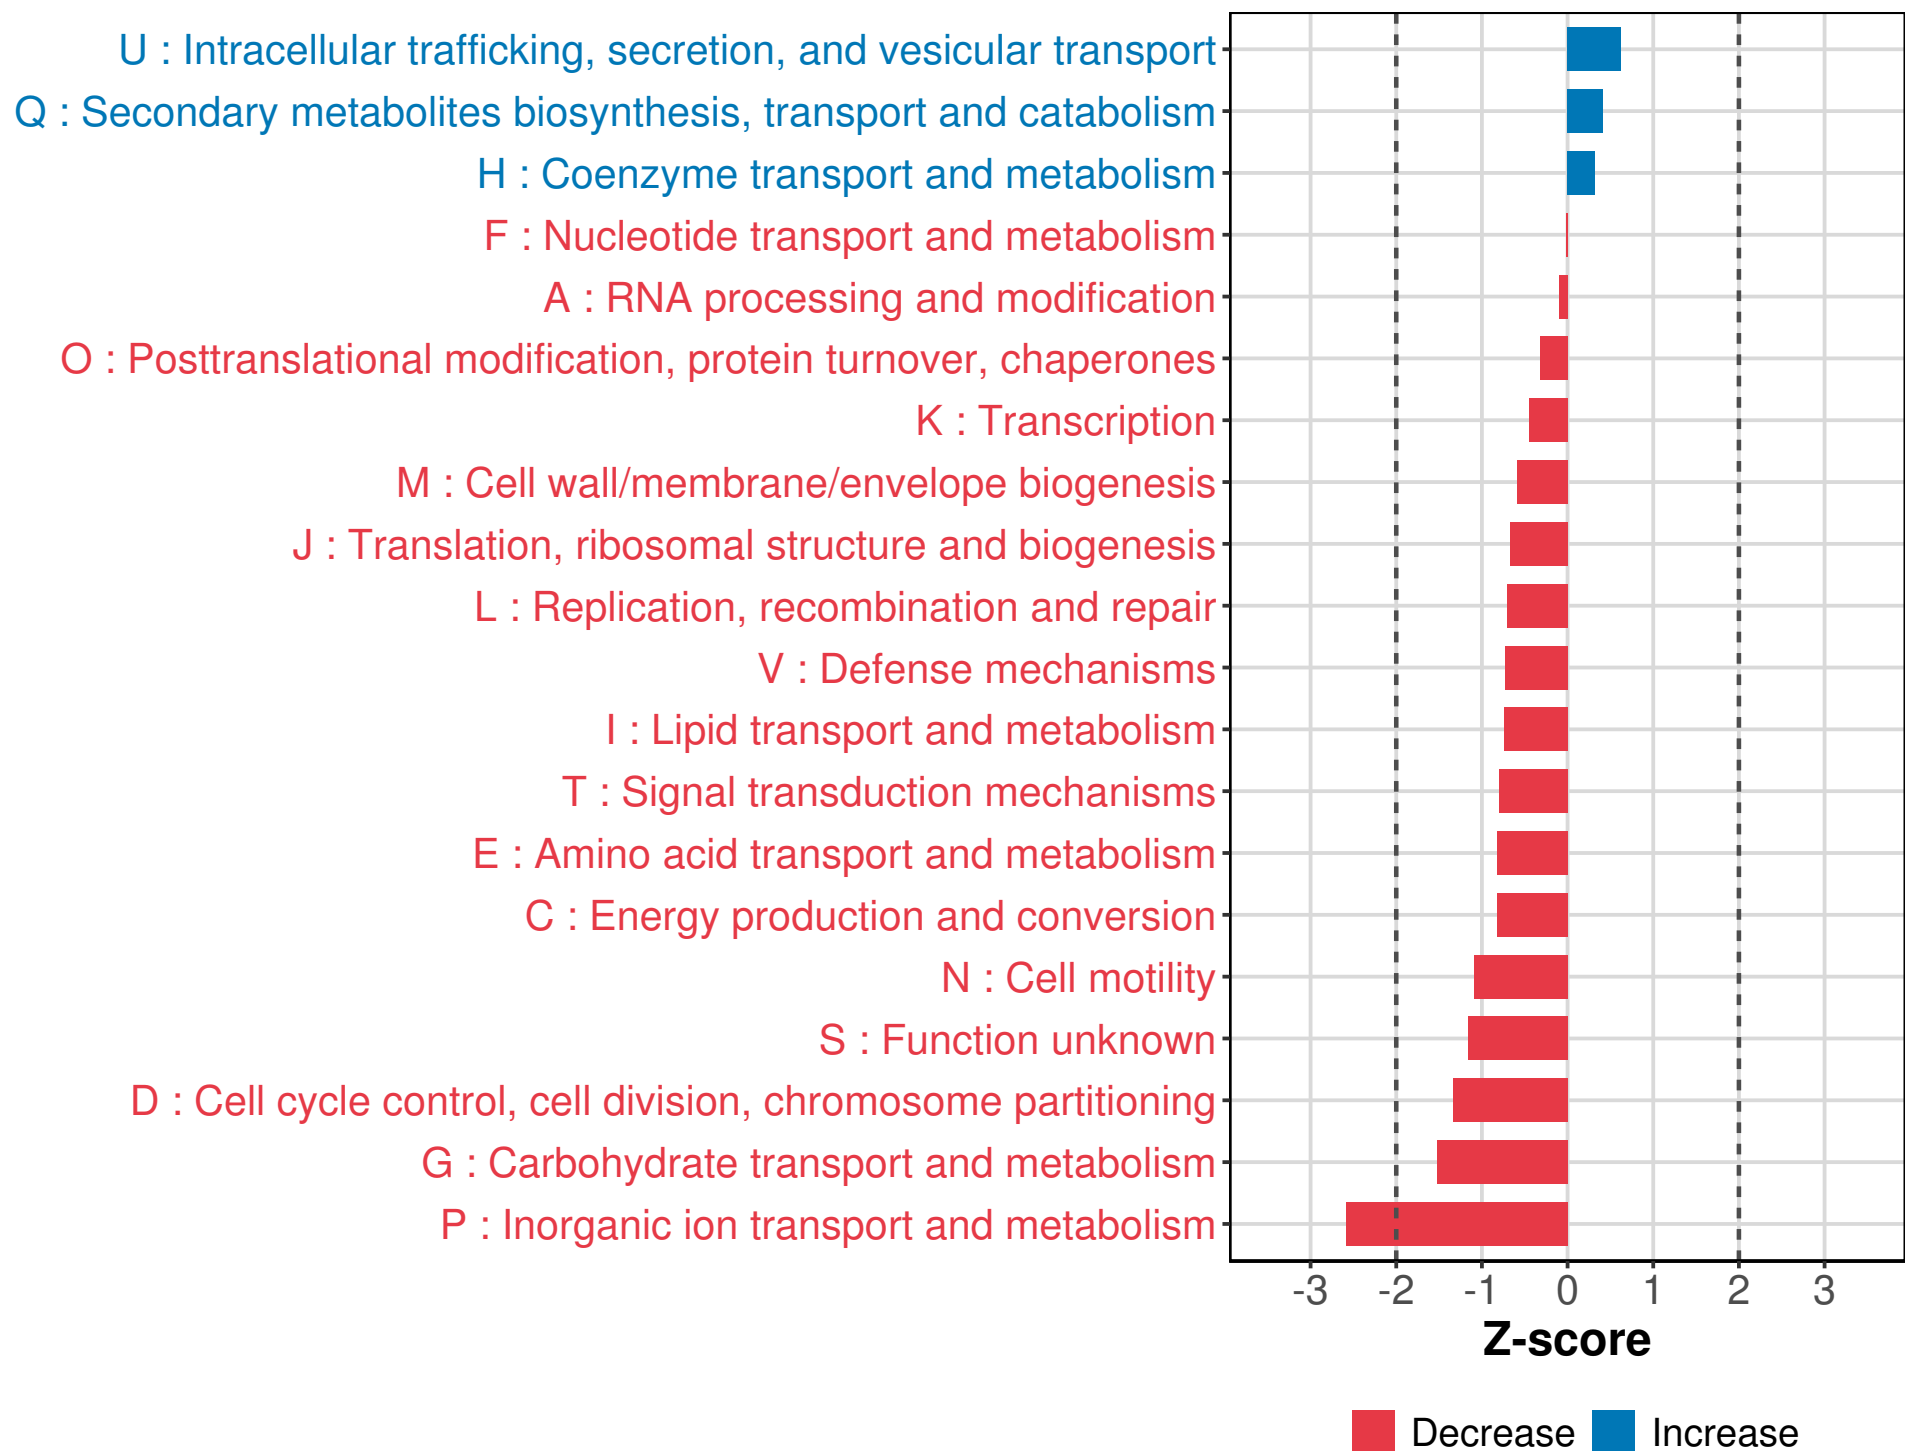 U : Intracellular trafficking, secretion, and vesicular transport
Q : Secondary metabolites biosynthesis, transport and catabolism
H : Coenzyme transport and metabolism
F : Nucleotide transport and metabolism
A : RNA processing and modification
O : Posttranslational modification, protein turnover, chaperones
K : Transcription
M : Cell wall/membrane/envelope biogenesis
J : Translation, ribosomal structure and biogenesis
L : Replication, recombination and repair
V : Defense mechanisms
I : Lipid transport and metabolism
T : Signal transduction mechanisms
E : Amino acid transport and metabolism
C : Energy production and conversion
N : Cell motility
S : Function unknown
D : Cell cycle control, cell division, chromosome partitioning
G : Carbohydrate transport and metabolism
P : Inorganic ion transport and metabolism
-3 -2 -1 0 1 2 3
Z-score
Decrease Increase